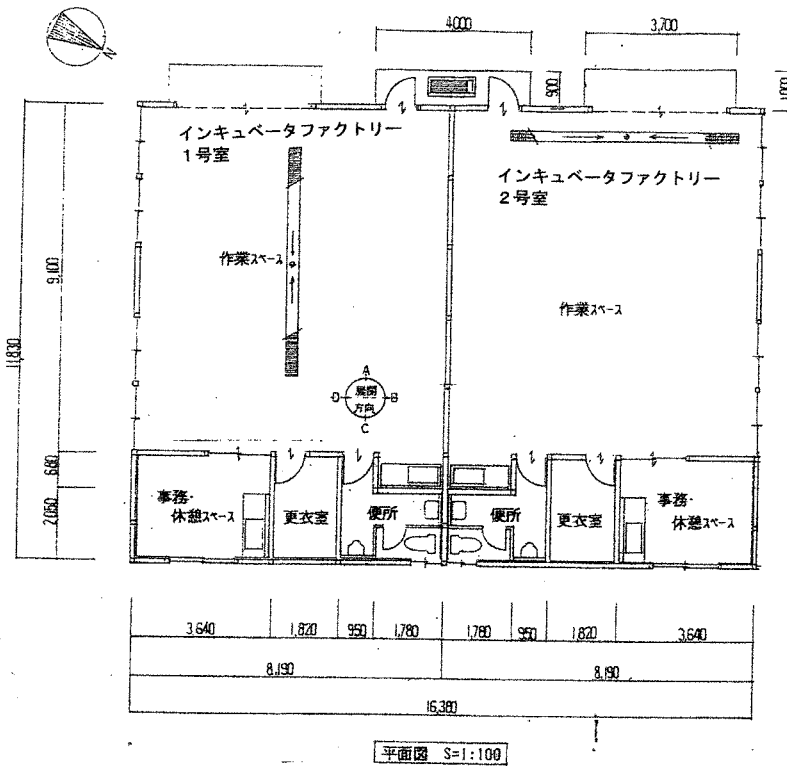 4000
3,700
900
1,000
N
インキュベータファクトリー
1号室
インキュベータファクトリー
2号室
作業スペース
作業スペース
9,100
11,830
680
2,050
A
D
展開
方向
B
C
事務・
休憩スペース
更衣室
便所
便所
更衣室
事務・
休憩スペース
3,640
1,820
950
1,780
1,780
950
1,820
3,640
8,190
8,190
16,380
平面図 S=1:100